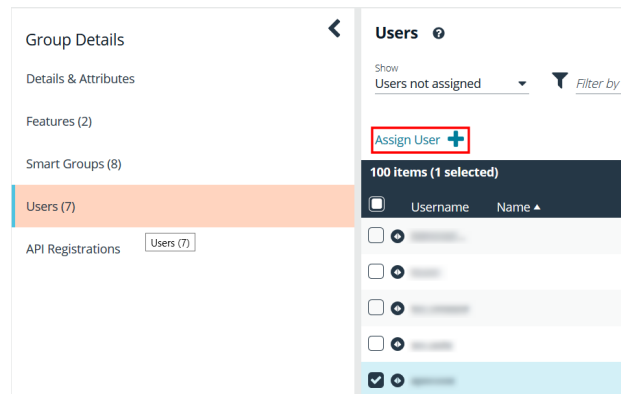 Group Details
Details & Attributes
Features (2)
Smart Groups (8)
Users (7)
API Registrations
Users (7)
Users
Show
Users not assigned
Filter by
Assign User
100 items (1 selected)
Username Name